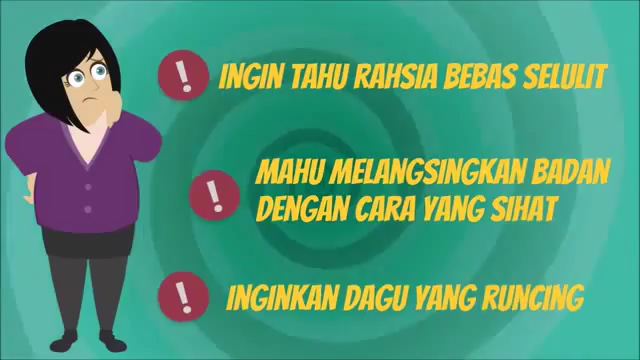 ! INGIN TAHU RAHSIA BEBAS SELULIT
! MAHU MELANGSINGKAN BADAN
DENGAN CARA YANG SIHAT
! INGINKAN DAGU YANG RUNCING